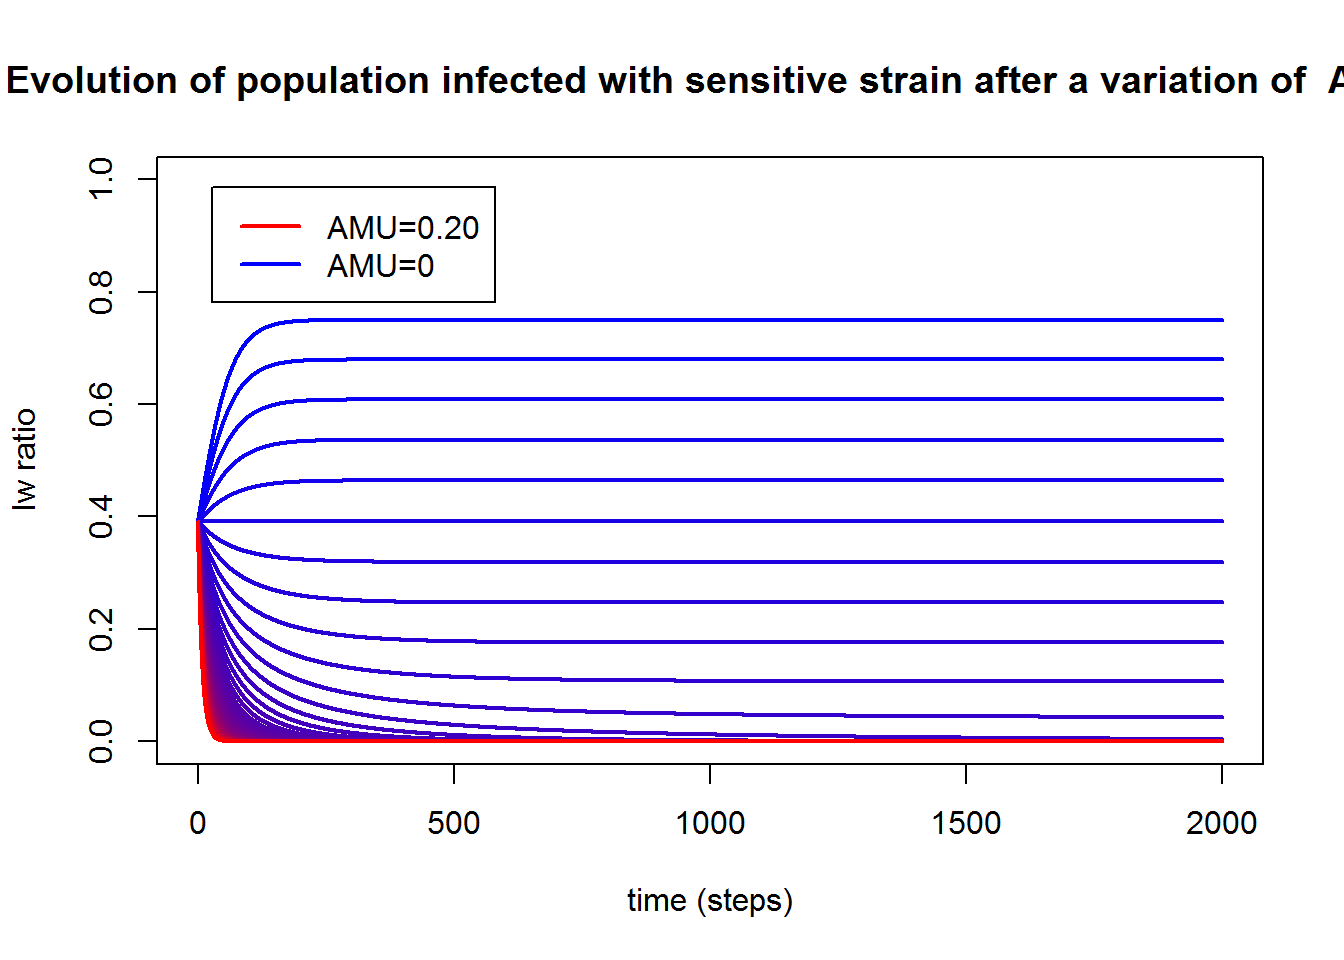 Evolution of population infected with sensitive strain after a variation of
1.0
0.8
0.6
0.4
0.2
0.0
Iw ratio
AMU=0.20
AMU=0
0
500
1000
1500
2000
time (steps)